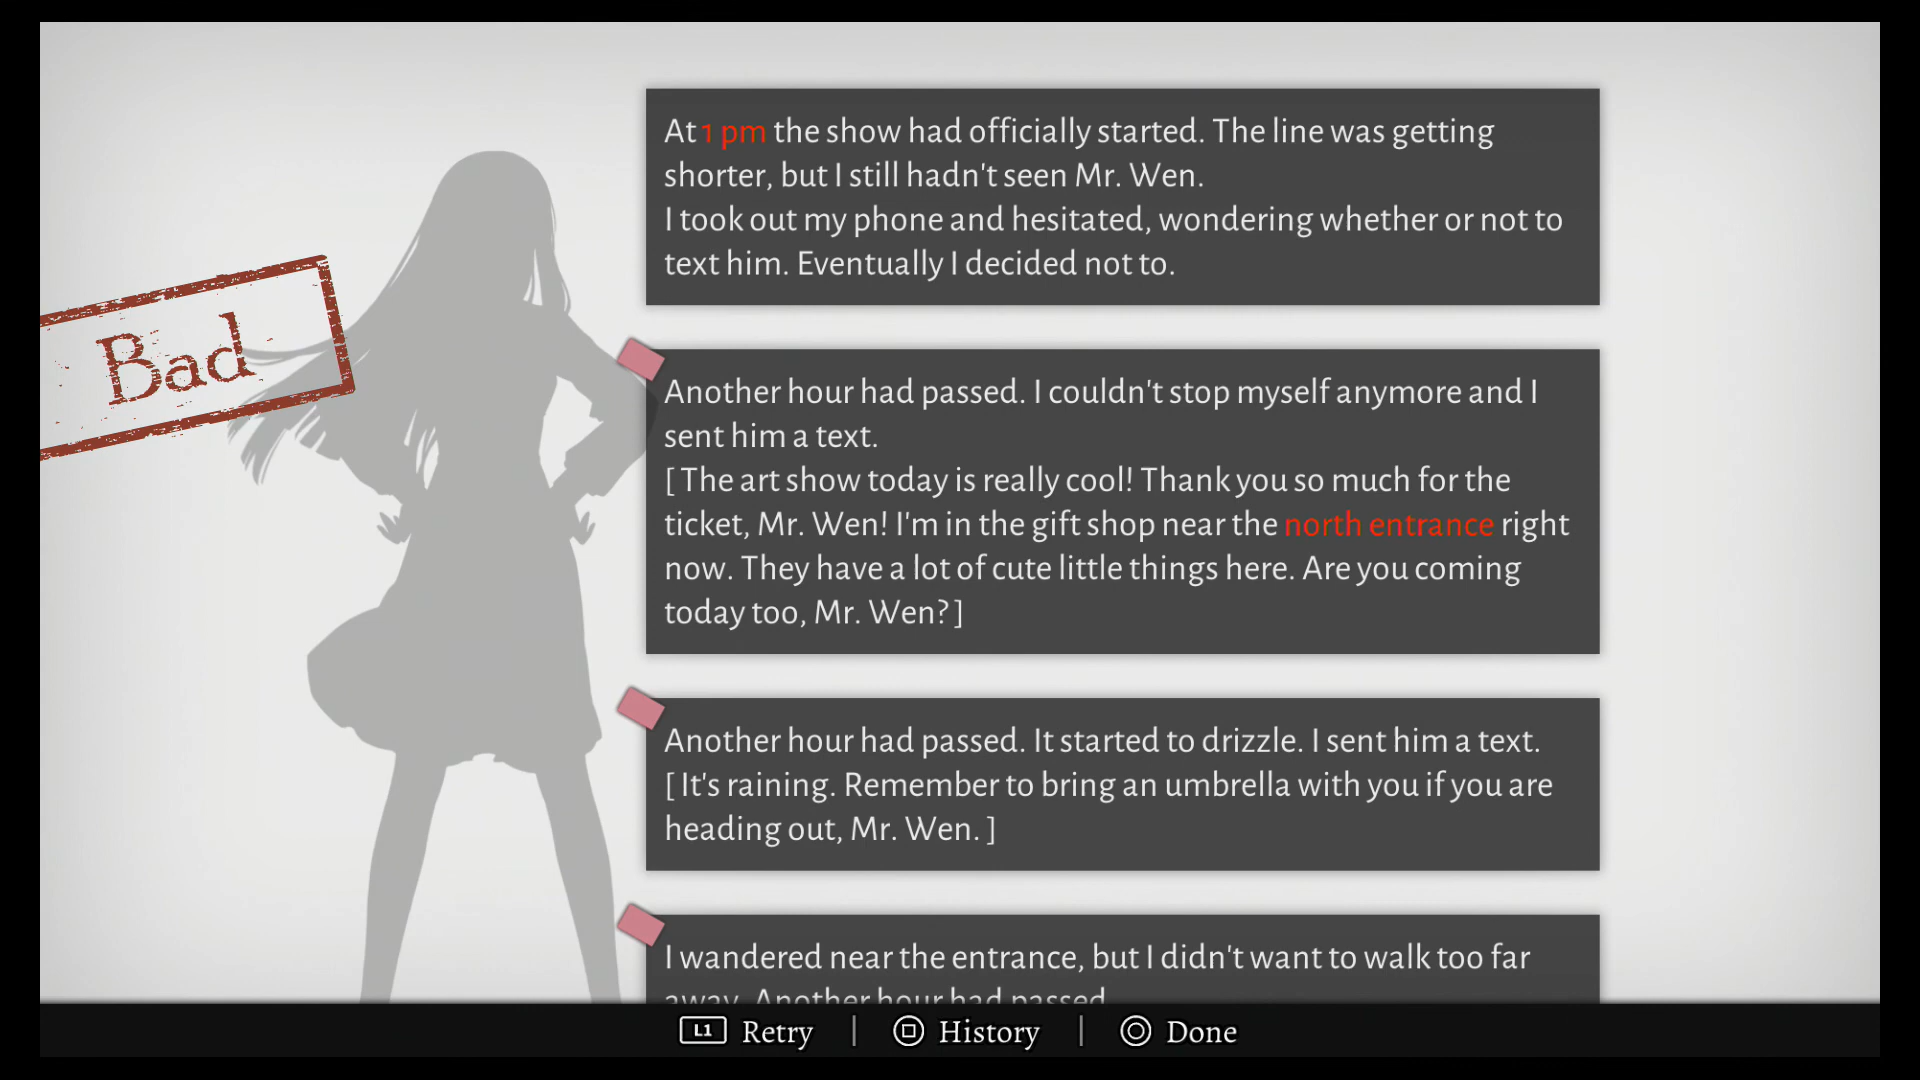 Bad
At 1 pm the show had officially started. The line was getting
shorter, but I still hadn't seen Mr. Wen.
I took out my phone and hesitated, wondering whether or not to
text him. Eventually I decided not to.
Another hour had passed. I couldn't stop myself anymore and I
sent him a text.
[ The art show today is really cool! Thank you so much for the
ticket, Mr. Wen! I'm in the gift shop near the north entrance right
now. They have a lot of cute little things here. Are you coming
today too, Mr. Wen? ]
Another hour had passed. It started to drizzle. I sent him a text.
[ It's raining. Remember to bring an umbrella with you if you are
heading out, Mr. Wen. ]
I wandered near the entrance, but I didn't want to walk too far
away. Another hour had passed.
L1 Retry | History | Done